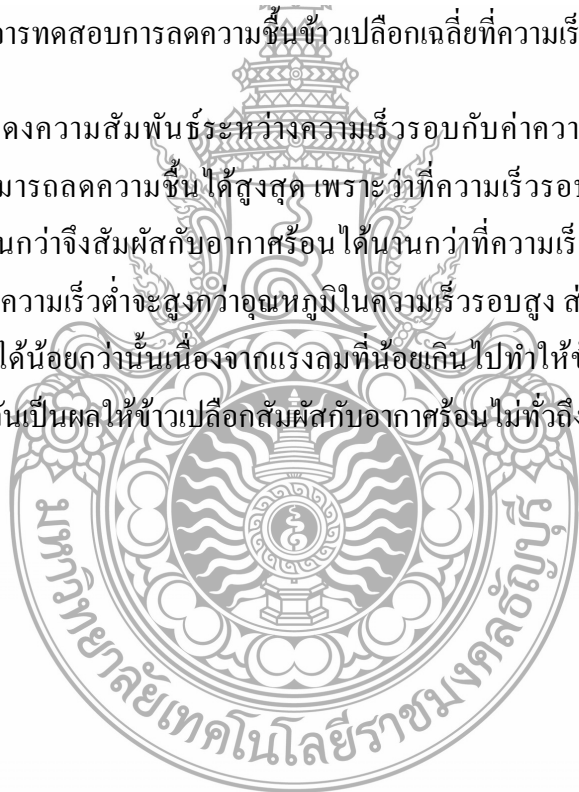 การทดสอบการลดความชื้นข้าวเปลือกเฉลี่ยที่ความเร็
ดงความสัมพันธ์ระหว่างความเร็วรอบกับค่าความ
มารถลดความชื้นได้สูงสุด เพราะว่าที่ความเร็วรอบ
นกว่าจึงสัมผัสกับอากาศร้อนได้นานกว่าที่ความเร็
ความเร็วต่ำจะสูงกว่าอุณหภูมิในความเร็วรอบสูง ส่
ได้น้อยกว่านั้นเนื่องจากแรงลมที่น้อยเกินไปทำให้ข้
กันเป็นผลให้ข้าวเปลือกสัมผัสกับอากาศร้อนไม่ทั่วถึง
มหาวิทยาลัยเทคโนโลยีราชมงคลธัญบุรี